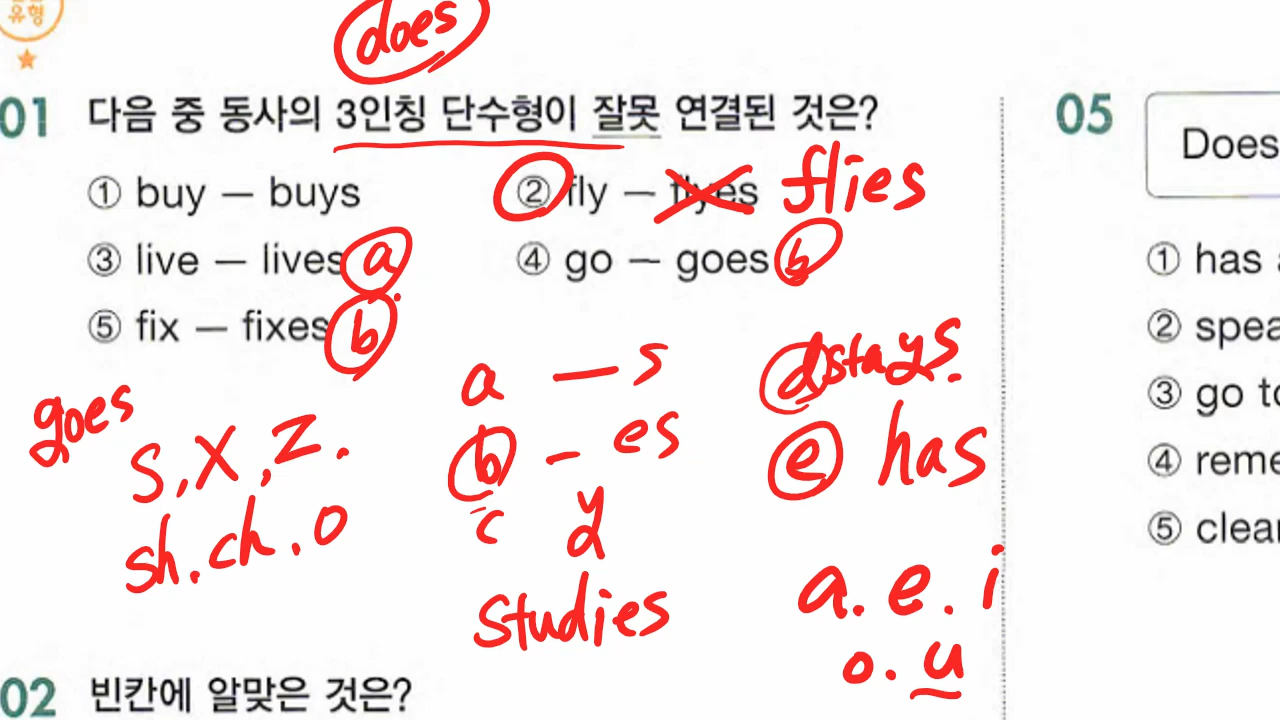 유형
does
01 다음 중 동사의 3인칭 단수형이 잘못 연결된 것은?
① buy — buys
② fly — flyes flies
③ live — lives a
④ go — goes b
⑤ fix — fixes b
goes
s, x, z.
sh. ch. o
a — s
b - es
c y
studies
d stays.
e has
a. e. i
o. u
02 빈칸에 알맞은 것은?
05
Does
① has
② spea
③ go to
④ reme
⑤ clear